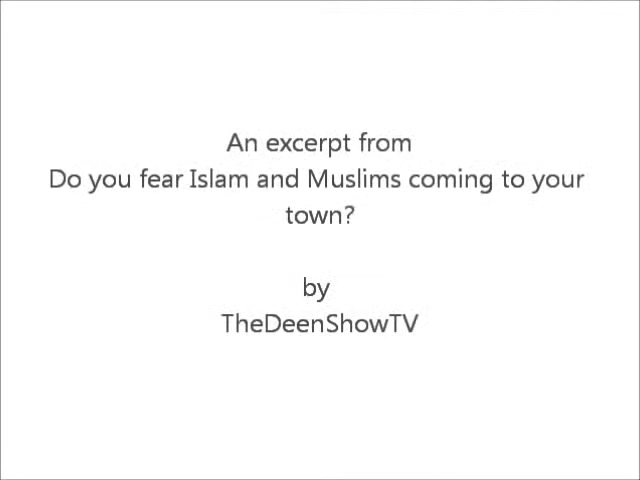 An excerpt from
Do you fear Islam and Muslims coming to your
town?
by
TheDeenShowTV